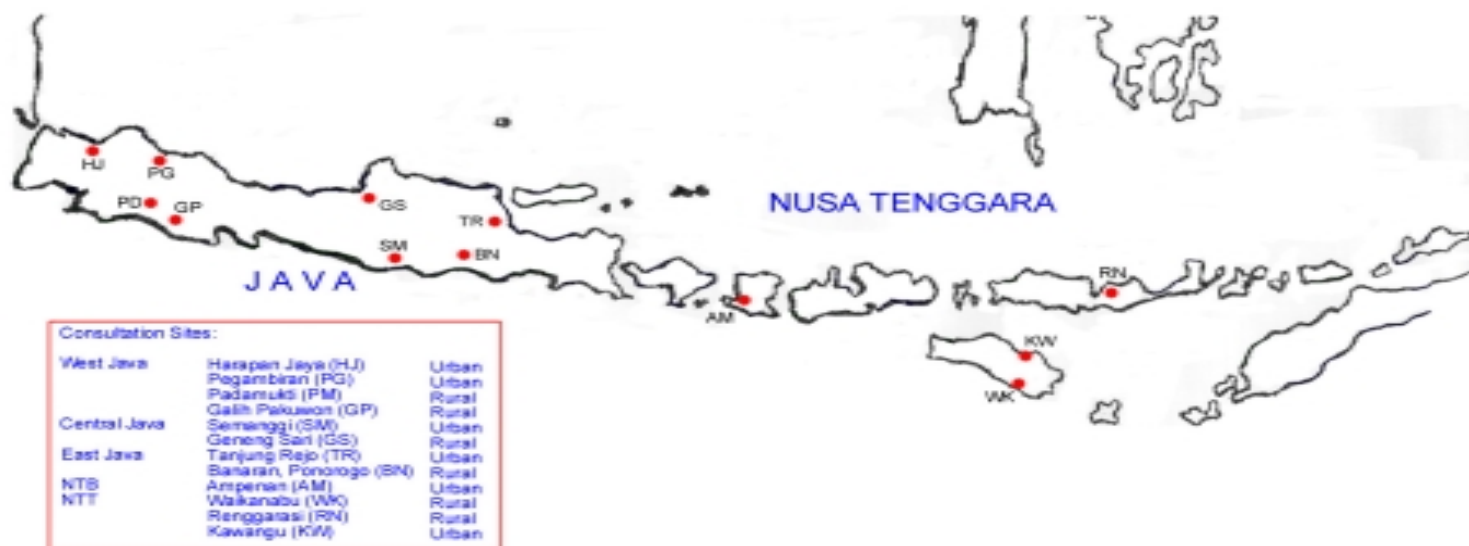 NUSA TENGGARA
HJ
PG
PD
GP
GS
TR
SM
BN
J A V A
AM
RN
KW
WK
Consultation Sites:
West Java Harapan Jaya (HJ) Urban
Pegambiran (PG) Urban
Padamukti (PM) Rural
Galih Pakuwon (GP) Rural
Central Java Semanggi (SM) Urban
Geneng Sari (GS) Rural
East Java Tanjung Rejo (TR) Urban
Banaran, Ponorogo (BN) Rural
NTB Ampenan (AM) Urban
NTT Waikanabu (WK) Rural
Renggarasi (RN) Rural
Kawangu (KW) Urban